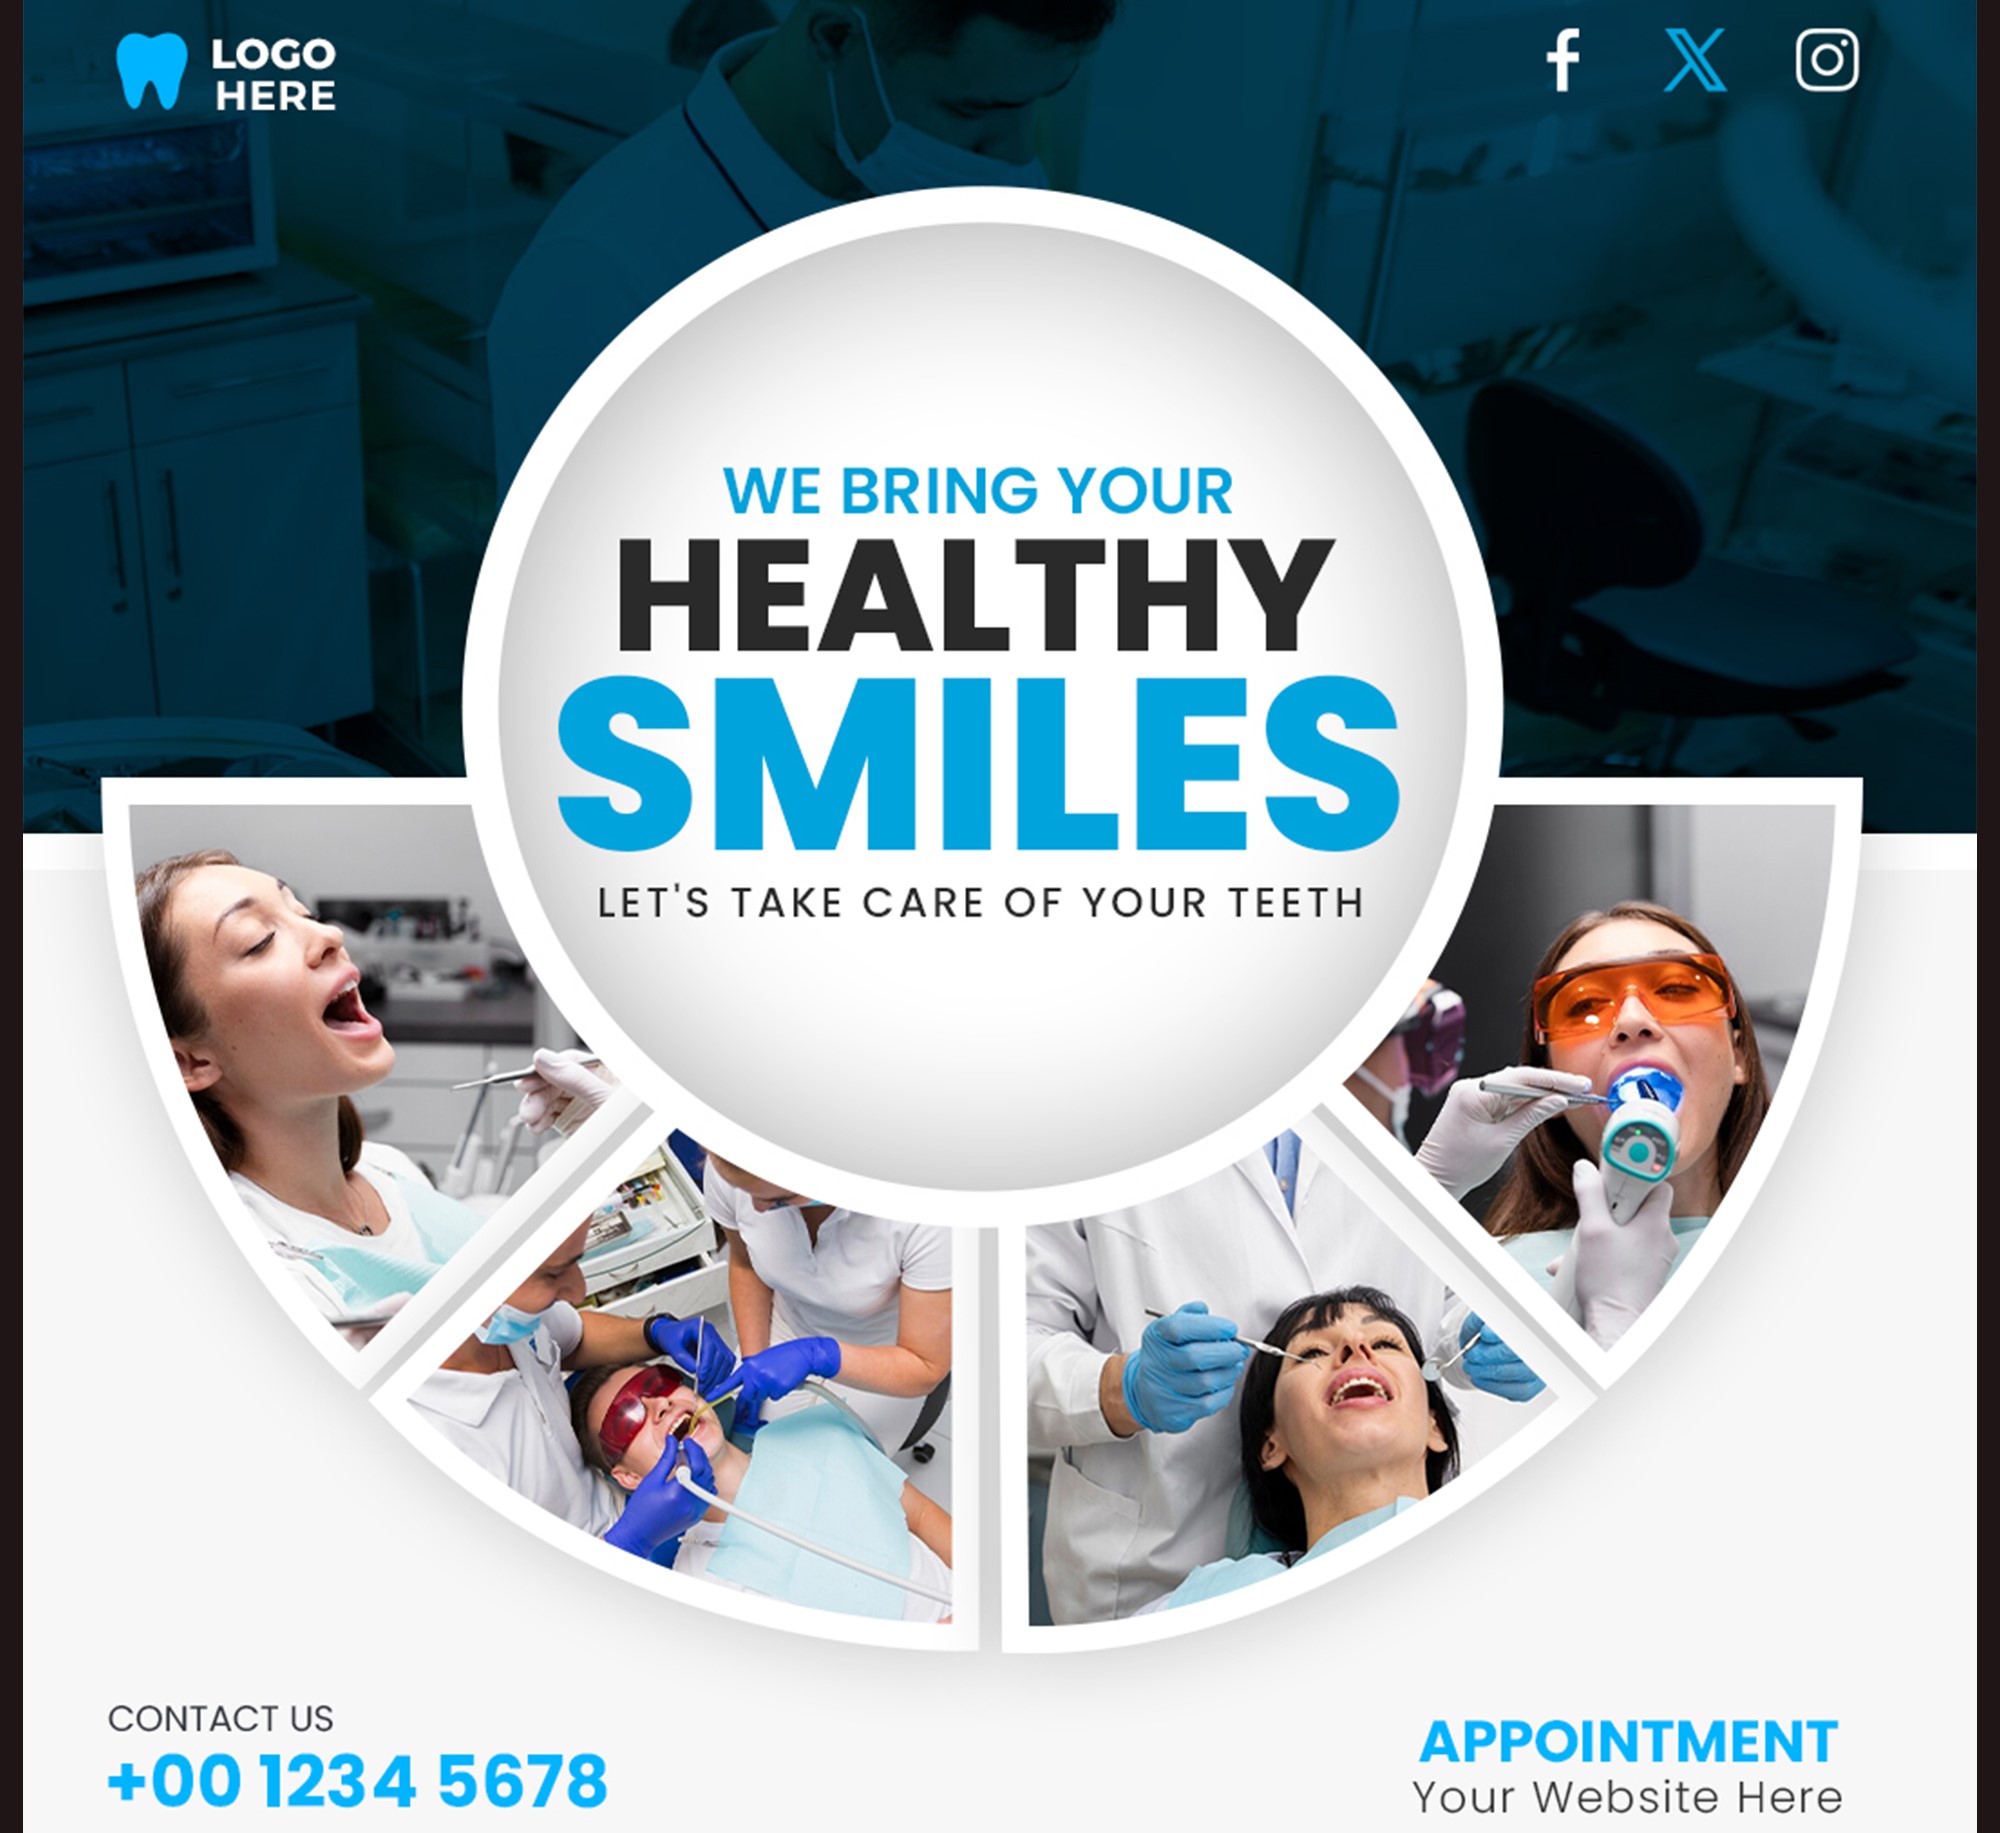 LOGO
HERE
WE BRING YOUR
HEALTHY
SMILES
LET'S TAKE CARE OF YOUR TEETH
CONTACT US
+00 1234 5678
APPOINTMENT
Your Website Here